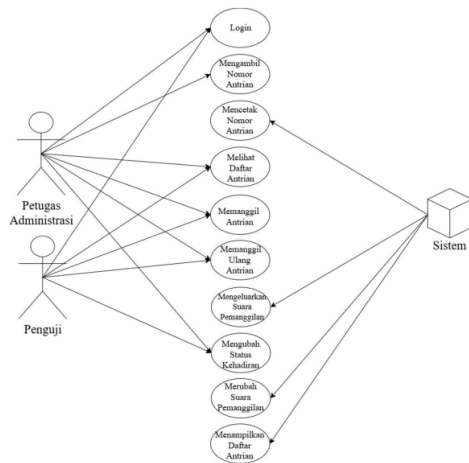 Login
Mengambil
Nomor
Antrian
Mencetak
Nomor
Antrian
Melihat
Daftar
Antrian
Petugas
Administrasi
Memanggil
Antrian
Sistem
Memanggil
Ulang
Antrian
Mengeluarkan
Suara
Pemanggilan
Penguji
Mengubah
Status
Kehadiran
Merubah
Suara
Pemanggilan
Menampilkan
Daftar
Antrian